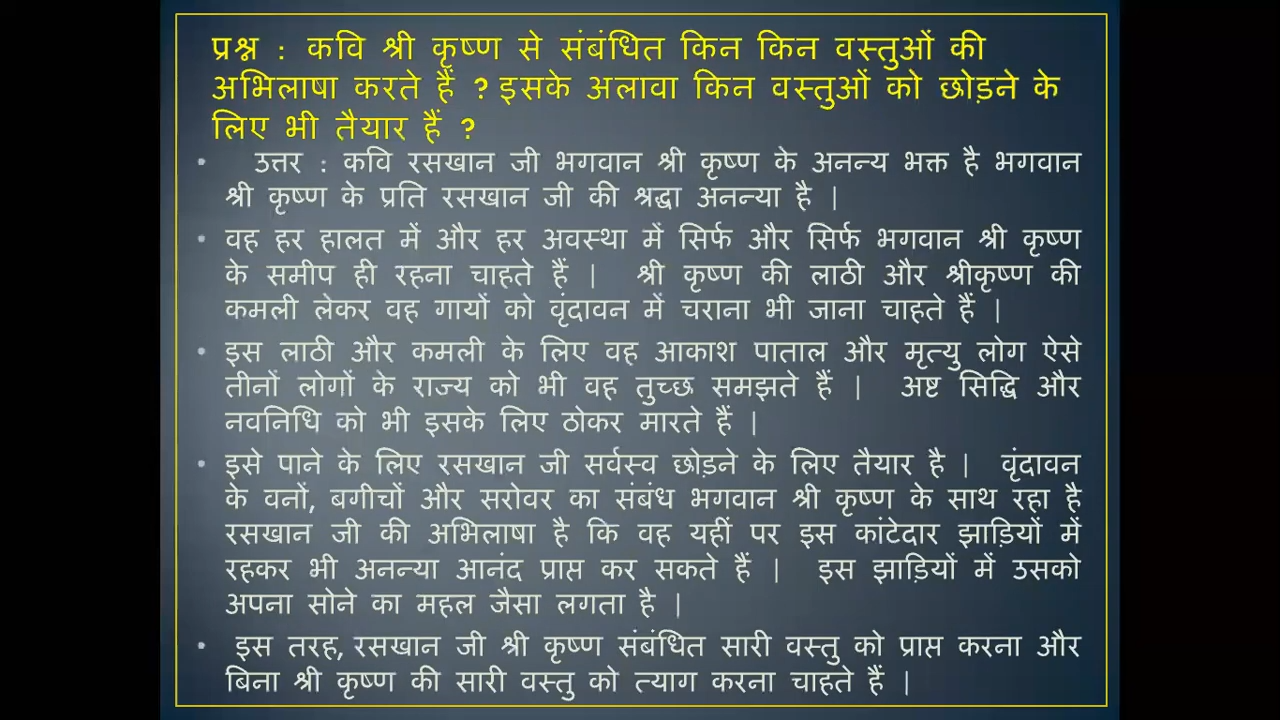 प्रश्न : कवि श्री कृष्ण से संबंधित किन किन वस्तुओं की
अभिलाषा करते हैं ? इसके अलावा किन वस्तुओं को छोड़ने के
लिए भी तैयार हैं ?
• उत्तर : कवि रसखान जी भगवान श्री कृष्ण के अनन्य भक्त है भगवान
श्री कृष्ण के प्रति रसखान जी की श्रद्धा अनन्या है |
• वह हर हालत में और हर अवस्था में सिर्फ और सिर्फ भगवान श्री कृष्ण
के समीप ही रहना चाहते हैं | श्री कृष्ण की लाठी और श्रीकृष्ण की
कमली लेकर वह गायों को वृंदावन में चराना भी जाना चाहते हैं |
• इस लाठी और कमली के लिए वह आकाश पाताल और मृत्यु लोग ऐसे
तीनों लोगों के राज्य को भी वह तुच्छ समझते हैं | अष्ट सिद्धि और
नवनिधि को भी इसके लिए ठोकर मारते हैं |
• इसे पाने के लिए रसखान जी सर्वस्व छोड़ने के लिए तैयार है | वृंदावन
के वनों, बगीचों और सरोवर का संबंध भगवान श्री कृष्ण के साथ रहा है
रसखान जी की अभिलाषा है कि वह यहीं पर इस कांटेदार झाड़ियों में
रहकर भी अनन्या आनंद प्राप्त कर सकते हैं | इस झाड़ियों में उसको
अपना सोने का महल जैसा लगता है |
• इस तरह, रसखान जी श्री कृष्ण संबंधित सारी वस्तु को प्राप्त करना और
बिना श्री कृष्ण की सारी वस्तु को त्याग करना चाहते हैं |